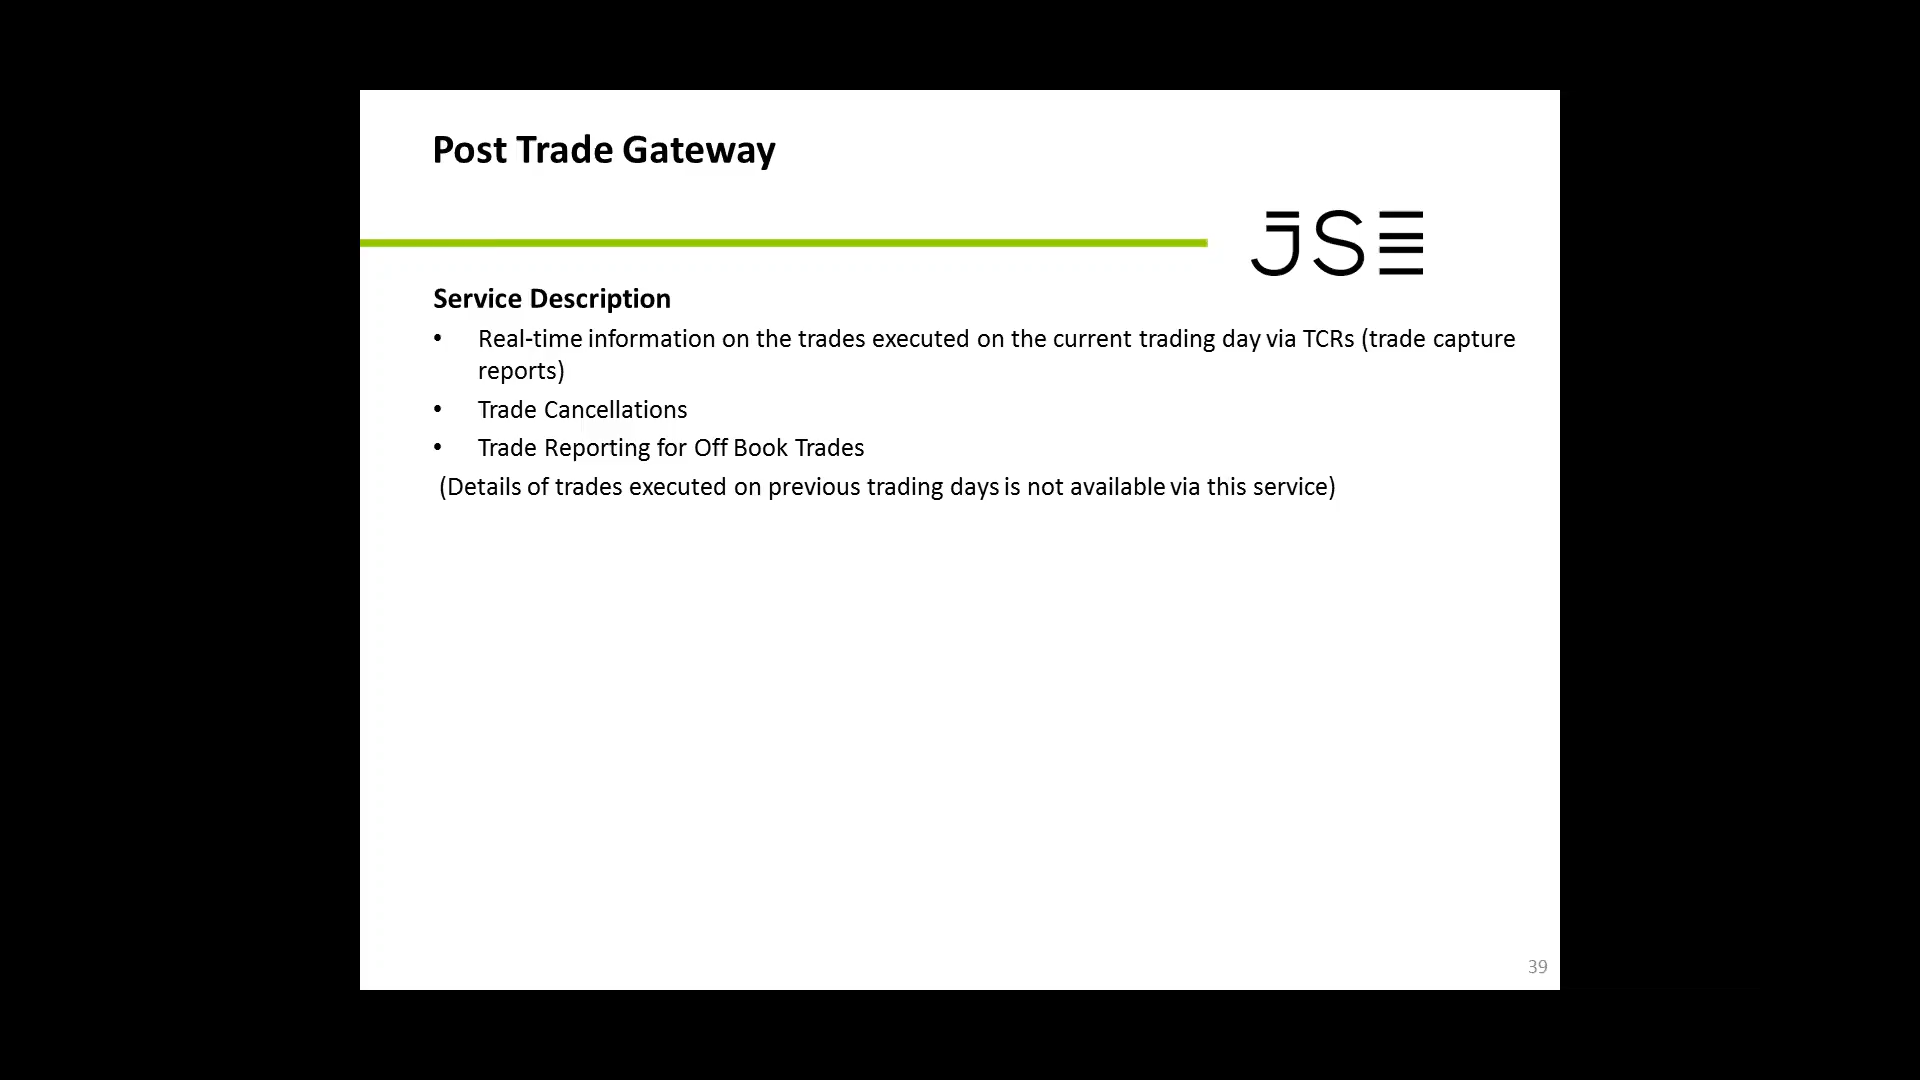 Post Trade Gateway
JSE
Service Description
• Real-time information on the trades executed on the current trading day via TCRs (trade capture
reports)
• Trade Cancellations
• Trade Reporting for Off Book Trades
(Details of trades executed on previous trading days is not available via this service)
39